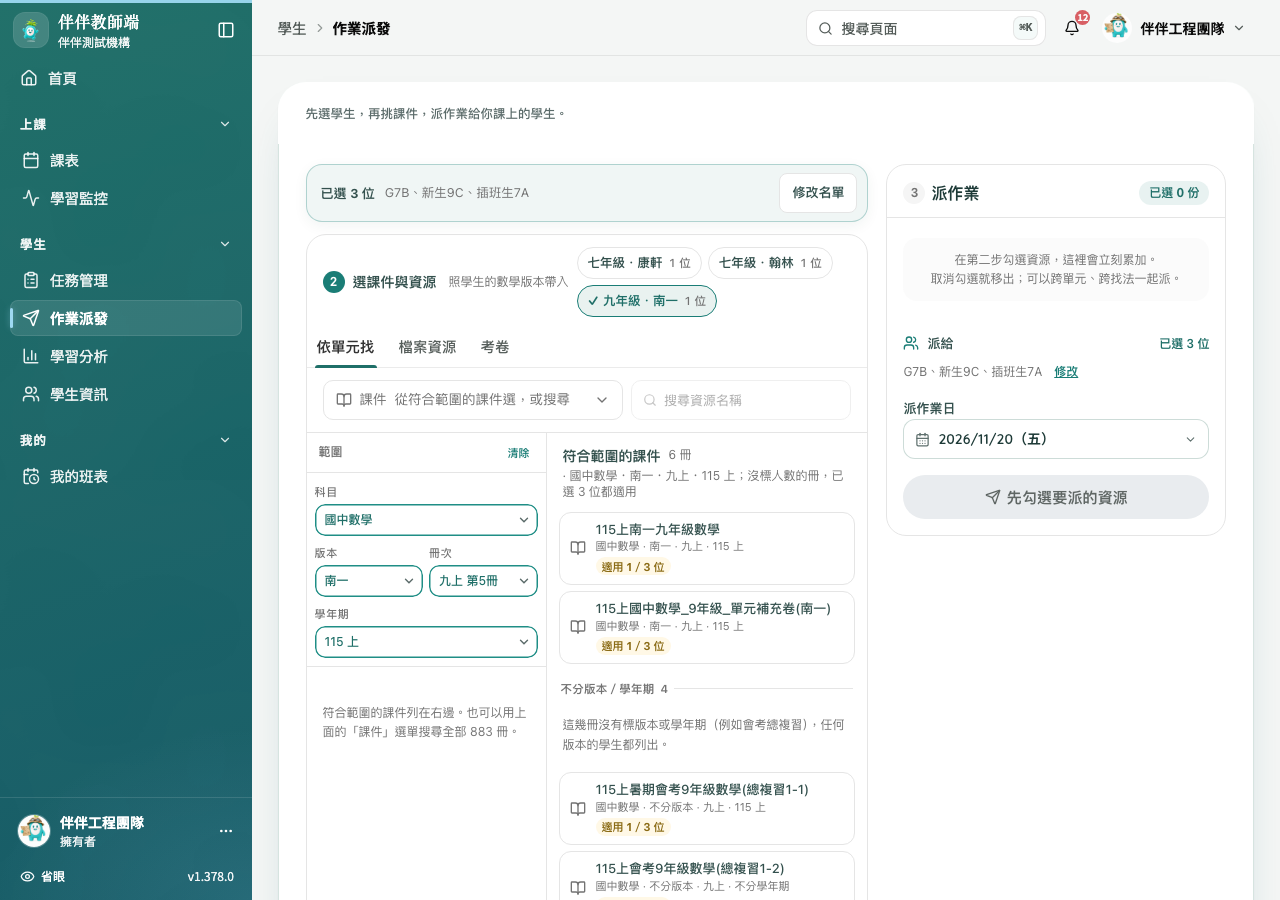 伴伴教師端
伴伴測試機構
首頁
上課
課表
學習監控
學生
任務管理
作業派發
學習分析
學生資訊
我的
我的班表
伴伴工程團隊
擁有者
省眼
v1.378.0
學生 > 作業派發
搜尋頁面
⌘K
12
伴伴工程團隊
先選學生，再挑課件，派作業給你課上的學生。
已選 3 位 G7B、新生9C、插班生7A
修改名單
2 選課件與資源 照學生的數學版本帶入
七年級・康軒 1 位
七年級・翰林 1 位
✓ 九年級・南一 1 位
依單元找
檔案資源
考卷
課件 從符合範圍的課件選，或搜尋
搜尋資源名稱
範圍
清除
科目
國中數學
版本
冊次
南一
九上 第5冊
學年期
115 上
符合範圍的課件列在右邊。也可以用上
面的「課件」選單搜尋全部 883 冊。
符合範圍的課件 6 冊
· 國中數學・南一・九上・115 上；沒標人數的冊，已
選 3 位都適用
115上南一九年級數學
國中數學 · 南一 · 九上 · 115 上
適用 1 / 3 位
115上國中數學_9年級_單元補充卷(南一)
國中數學 · 南一 · 九上 · 115 上
適用 1 / 3 位
不分版本 / 學年期 4
這幾冊沒有標版本或學年期（例如會考總複習），任何
版本的學生都列出。
115上暑期會考9年級數學(總複習1-1)
國中數學 · 不分版本 · 九上 · 115 上
適用 1 / 3 位
115上會考9年級數學(總複習1-2)
國中數學 · 不分版本 · 九上 · 不分學年期
3 派作業
已選 0 份
在第二步勾選資源，這裡會立刻累加。
取消勾選就移出；可以跨單元、跨找法一起派。
派給
已選 3 位
G7B、新生9C、插班生7A 修改
派作業日
2026/11/20（五）
先勾選要派的資源